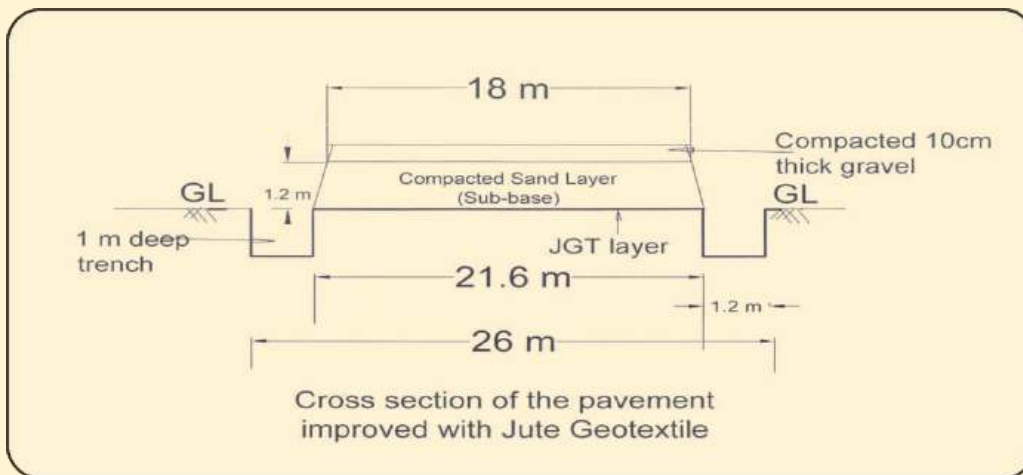 18 m
Compacted 10cm
thick gravel
Compacted Sand Layer
(Sub-base)
1.2 m
GL
GL
1 m deep
trench
JGT layer
21.6 m
1.2 m
26 m
Cross section of the pavement
improved with Jute Geotextile